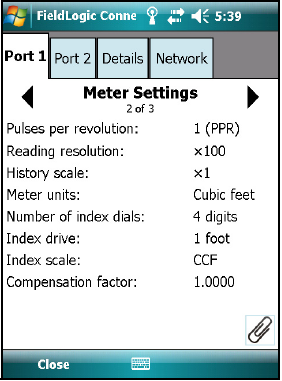 FieldLogic Conne 5:39
Port 1 Port 2 Details Network
Meter Settings
2 of 3
Pulses per revolution: 1 (PPR)
Reading resolution: ×100
History scale: ×1
Meter units: Cubic feet
Number of index dials: 4 digits
Index drive: 1 foot
Index scale: CCF
Compensation factor: 1.0000
Close